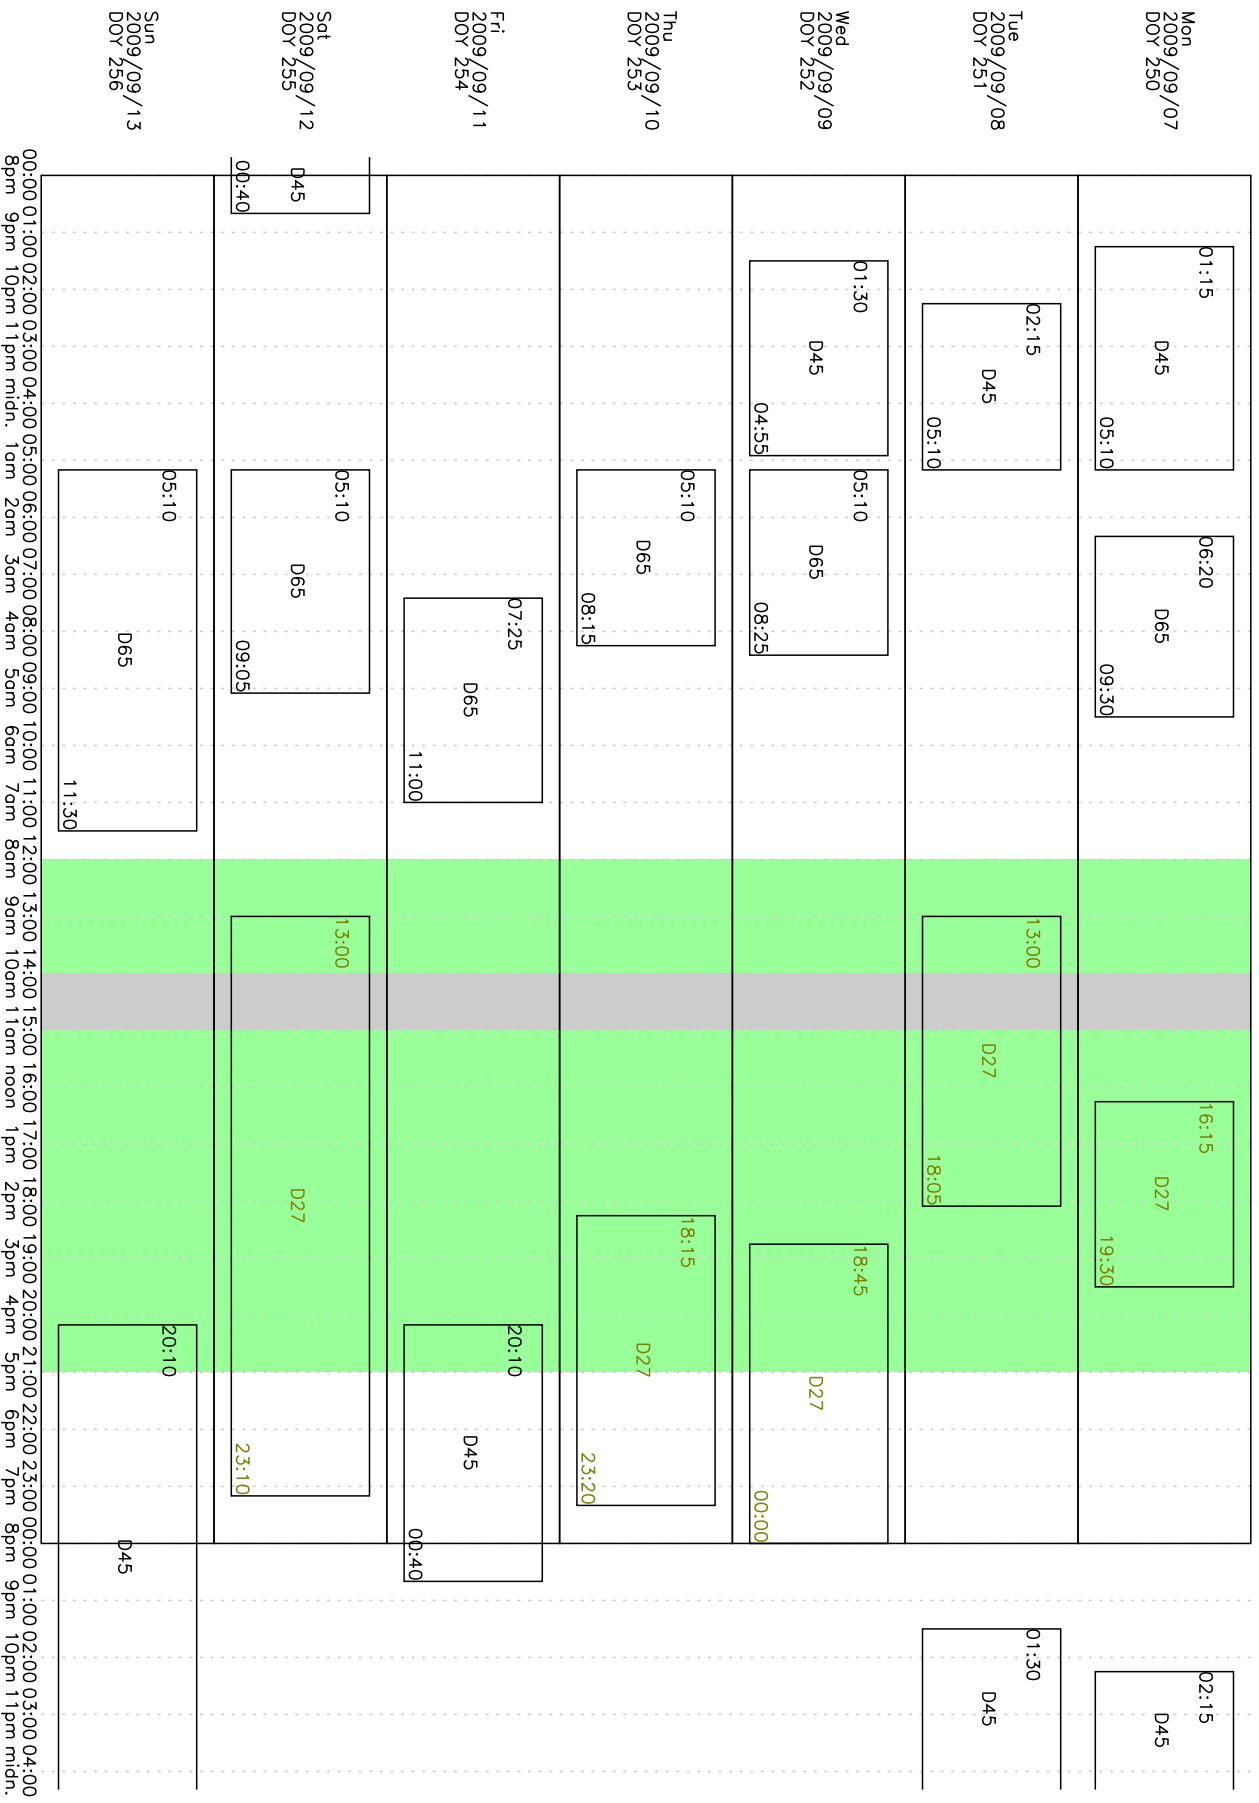 Mon
2009/09/07
DOY 250
01:15
D45
05:10
06:20
D65
09:30
16:15
D27
19:30
02:15
D45
Tue
2009/09/08
DOY 251
02:15
D45
05:10
13:00
D27
18:05
01:30
D45
Wed
2009/09/09
DOY 252
01:30
D45
04:55
05:10
D65
08:25
18:45
D27
00:00
Thu
2009/09/10
DOY 253
05:10
D65
08:15
18:15
D27
23:20
Fri
2009/09/11
DOY 254
07:25
D65
11:00
20:10
D45
00:40
Sat
2009/09/12
DOY 255
D45
00:40
05:10
D65
09:05
13:00
D27
23:10
Sun
2009/09/13
DOY 256
05:10
D65
11:30
20:10
D45
00:00 01:00 02:00 03:00 04:00 05:00 06:00 07:00 08:00 09:00 10:00 11:00 12:00 13:00 14:00 15:00 16:00 17:00 18:00 19:00 20:00 21:00 22:00 23:00 00:00 01:00 02:00 03:00 04:00
8pm 9pm 10pm 11pm midn. 1am 2am 3am 4am 5am 6am 7am 8am 9am 10am 11am noon 1pm 2pm 3pm 4pm 5pm 6pm 7pm 8pm 9pm 10pm 11pm midn.